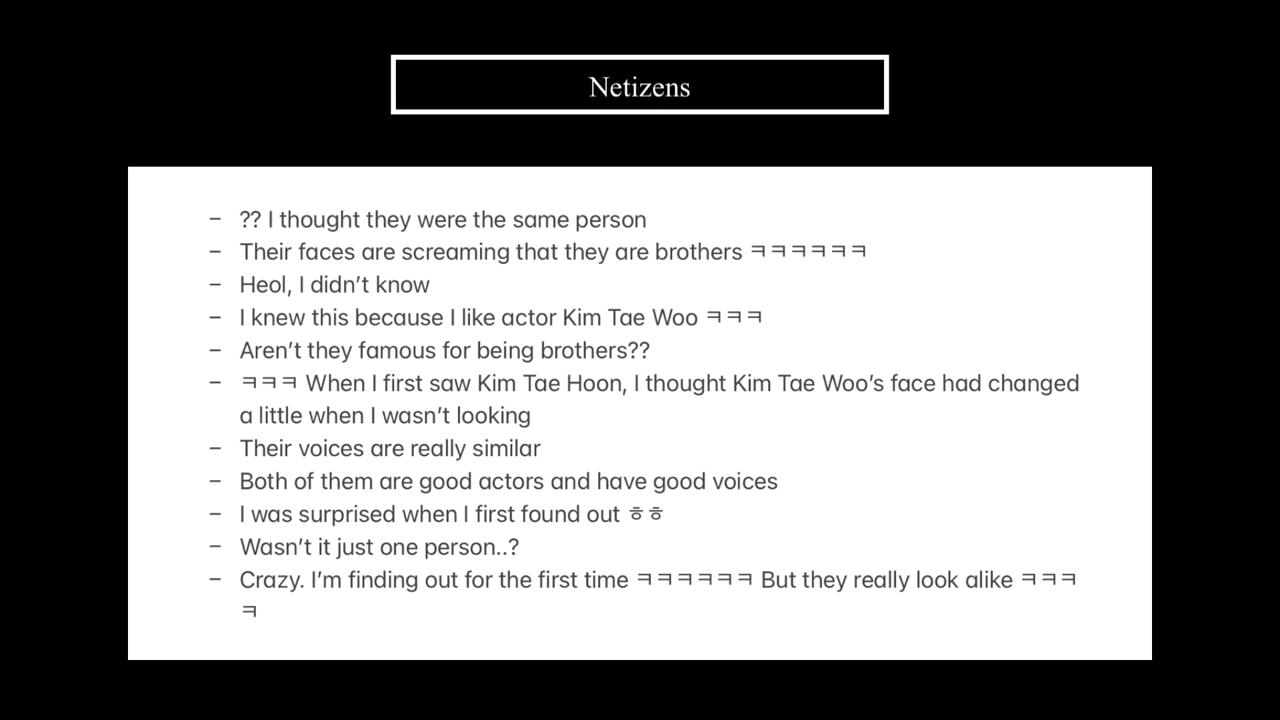 Netizens
– ?? I thought they were the same person
– Their faces are screaming that they are brothers ㅋㅋㅋㅋㅋㅋ
– Heol, I didn’t know
– I knew this because I like actor Kim Tae Woo ㅋㅋㅋ
– Aren’t they famous for being brothers??
– ㅋㅋㅋ When I first saw Kim Tae Hoon, I thought Kim Tae Woo’s face had changed
a little when I wasn’t looking
– Their voices are really similar
– Both of them are good actors and have good voices
– I was surprised when I first found out ㅎㅎ
– Wasn’t it just one person..?
– Crazy. I’m finding out for the first time ㅋㅋㅋㅋㅋㅋ But they really look alike ㅋㅋㅋ
ㅋ